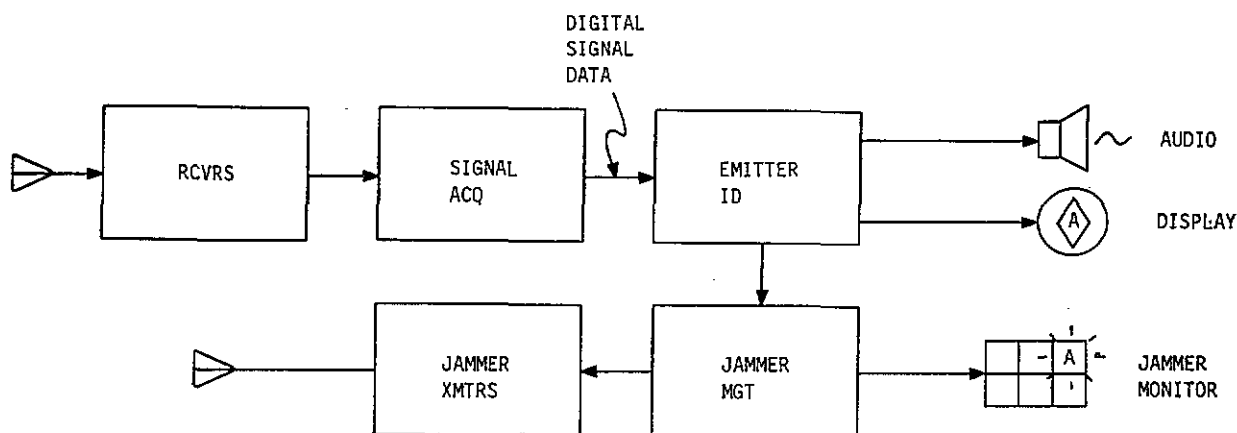 DIGITAL
SIGNAL
DATA
RCVRS
SIGNAL
ACQ
EMITTER
ID
AUDIO
A
DISPLAY
JAMMER
XMTRS
JAMMER
MGT
A
JAMMER
MONITOR